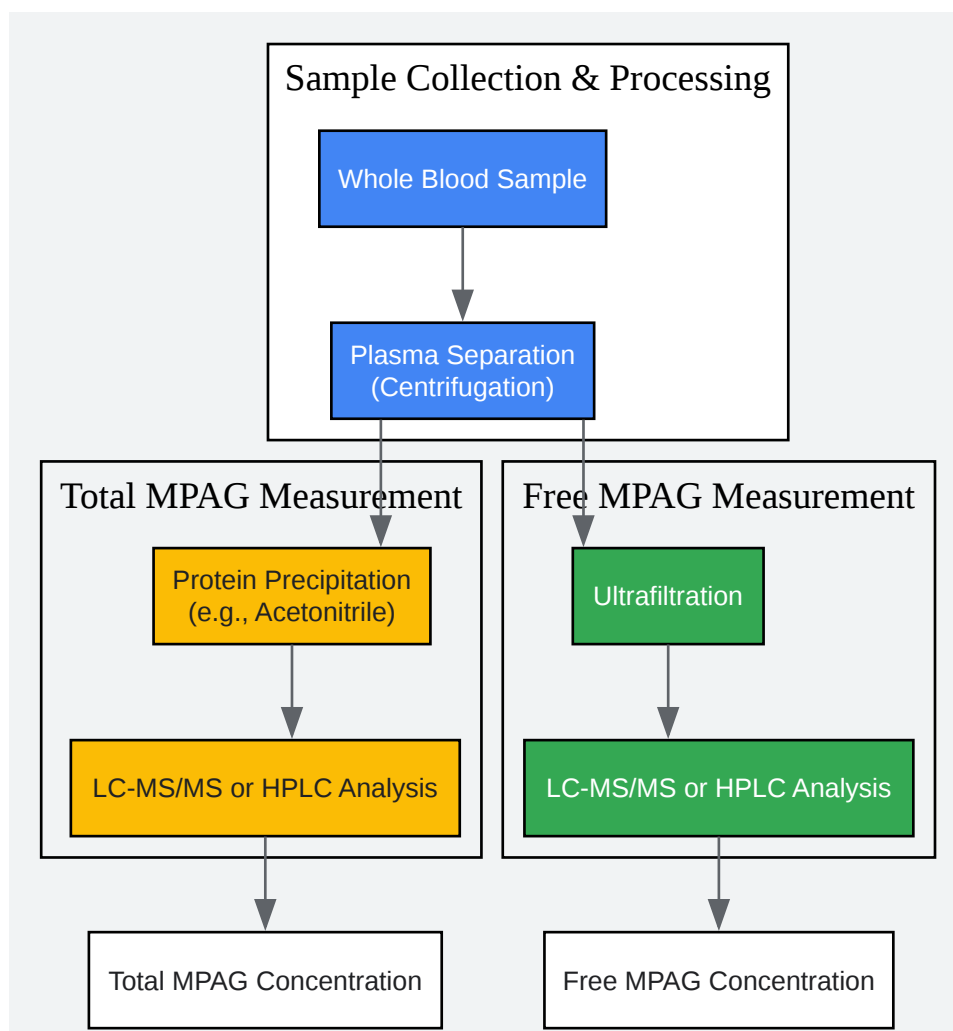 Sample Collection & Processing
Whole Blood Sample
Plasma Separation
(Centrifugation)
Total MPAG Measurement
Protein Precipitation
(e.g., Acetonitrile)
LC-MS/MS or HPLC Analysis
Total MPAG Concentration
Free MPAG Measurement
Ultrafiltration
LC-MS/MS or HPLC Analysis
Free MPAG Concentration